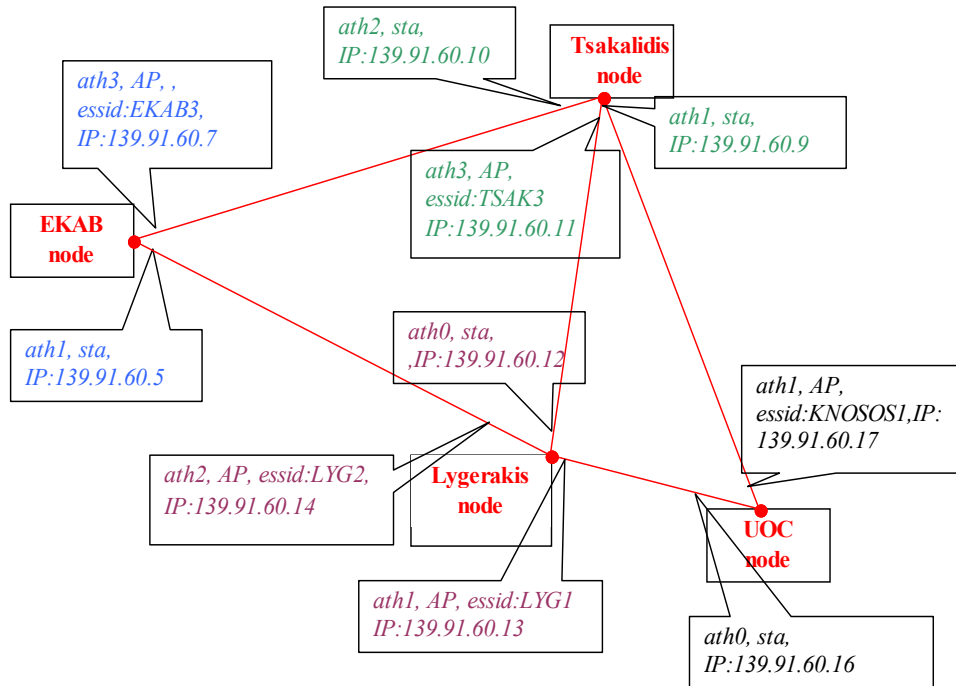 ath2, sta,
IP:139.91.60.10
Tsakalidis
node
ath3, AP, ,
essid:EKAB3,
IP:139.91.60.7
ath1, sta,
IP:139.91.60.9
ath3, AP,
essid:TSAK3
IP:139.91.60.11
EKAB
node
ath1, sta,
IP:139.91.60.5
ath0, sta,
,IP:139.91.60.12
ath1, AP,
essid:KNOSOS1,IP:
139.91.60.17
ath2, AP, essid:LYG2,
IP:139.91.60.14
Lygerakis
node
UOC
node
ath1, AP, essid:LYG1
IP:139.91.60.13
ath0, sta,
IP:139.91.60.16